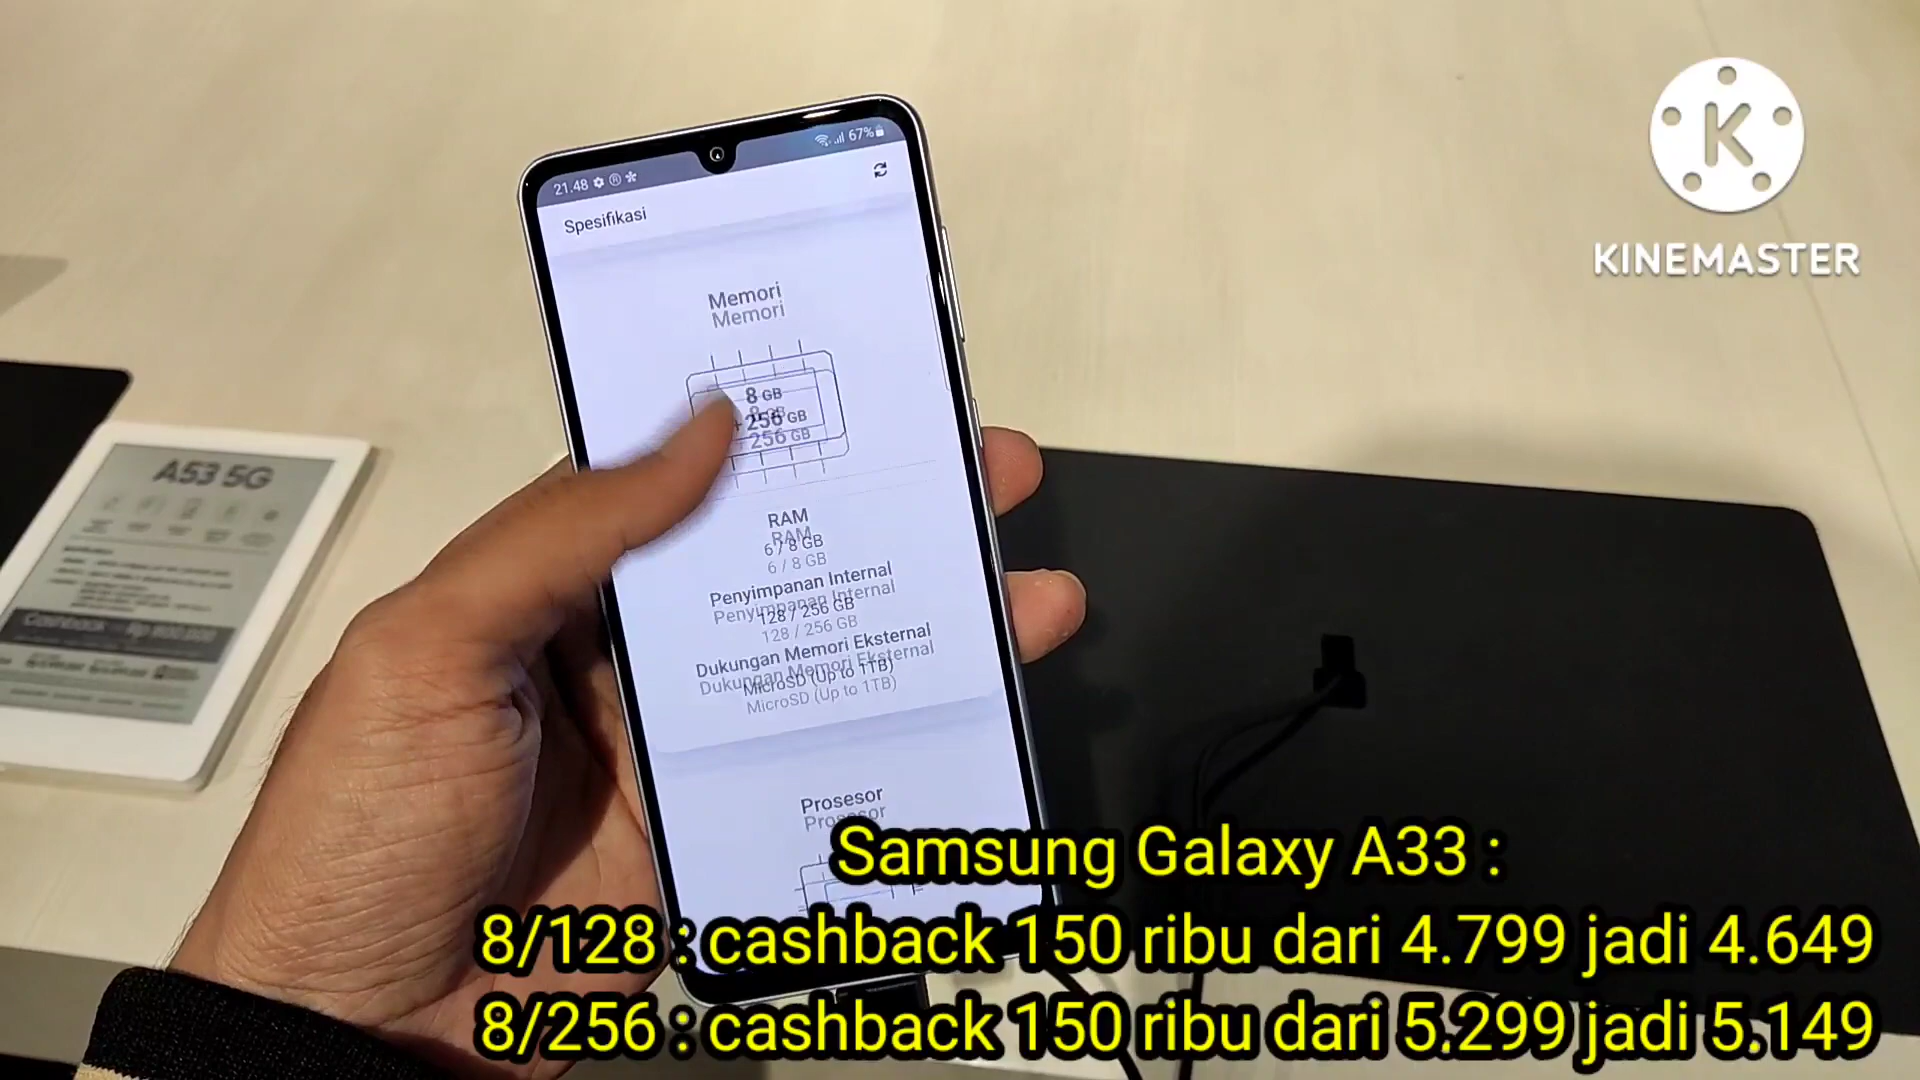 21.48
67%
Spesifikasi
Memori
8 GB
+256 GB
RAM
6 / 8 GB
Penyimpanan Internal
128 / 256 GB
Dukungan Memori Eksternal
MicroSD (Up to 1TB)
Prosesor
A53 5G
Cashback
KINEMASTER
Samsung Galaxy A33 :
8/128 : cashback 150 ribu dari 4.799 jadi 4.649
8/256 : cashback 150 ribu dari 5.299 jadi 5.149